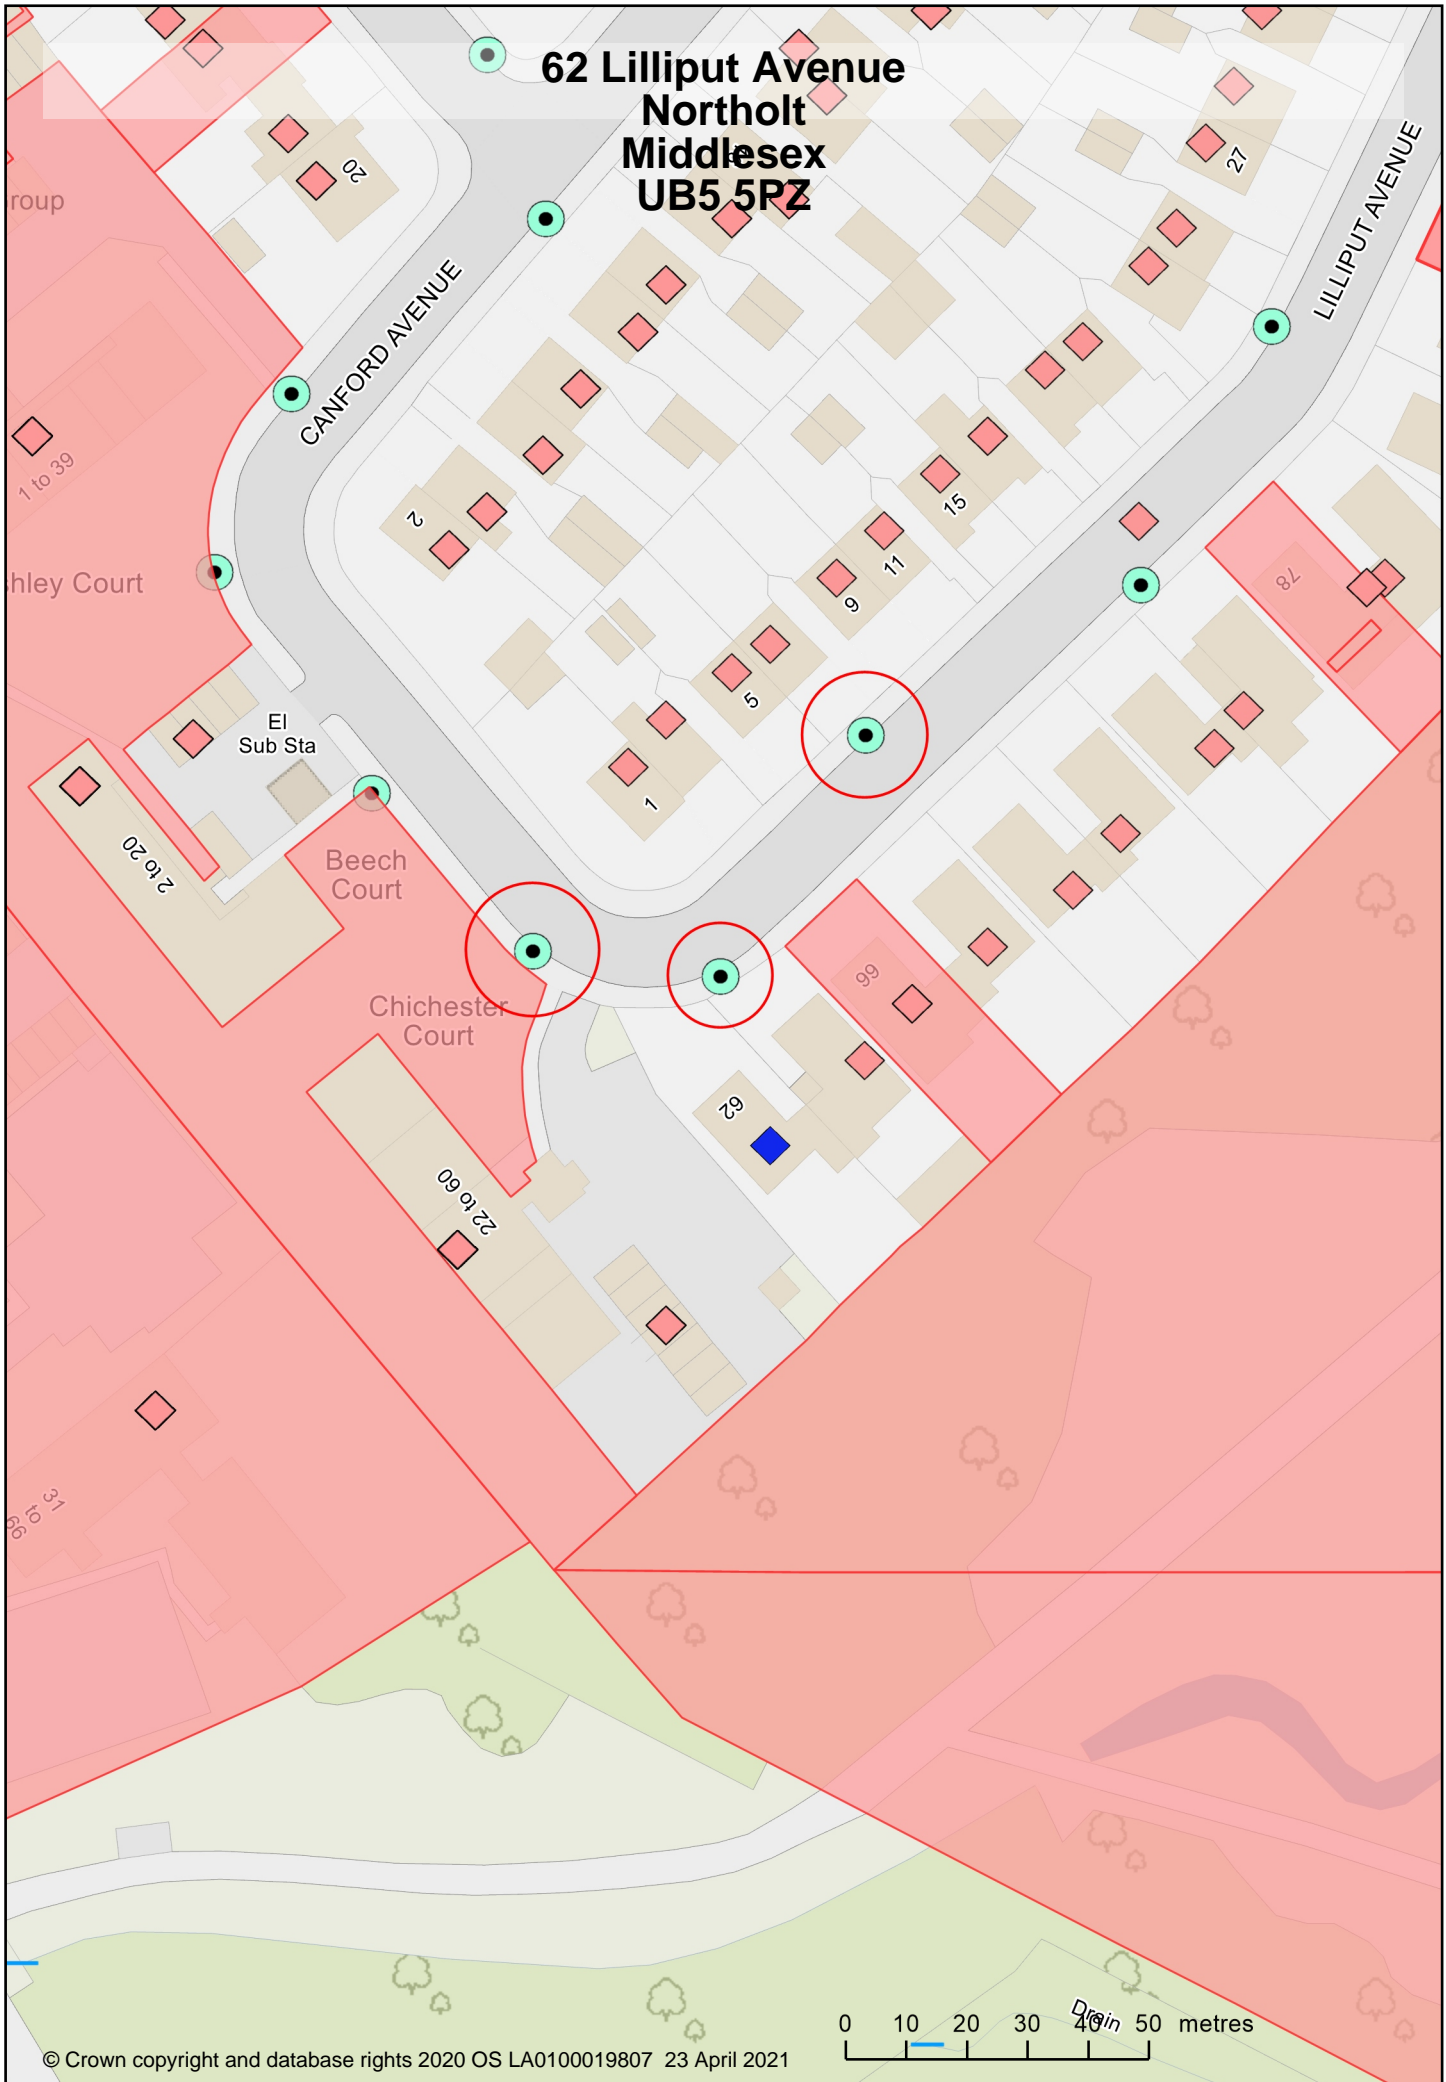 62 Lilliput Avenue
Northolt
Middlesex
UB5 5PZ
20
27
LILLIPUT AVENUE
CANFORD AVENUE
1 to 39
2
15
11
9
5
1
78
El
Sub Sta
2 to 20
Beech
Court
Chichester
Court
66
62
22 to 60
31
to
66
Drain
0 10 20 30 40 50 metres
© Crown copyright and database rights 2020 OS LA0100019807 23 April 2021